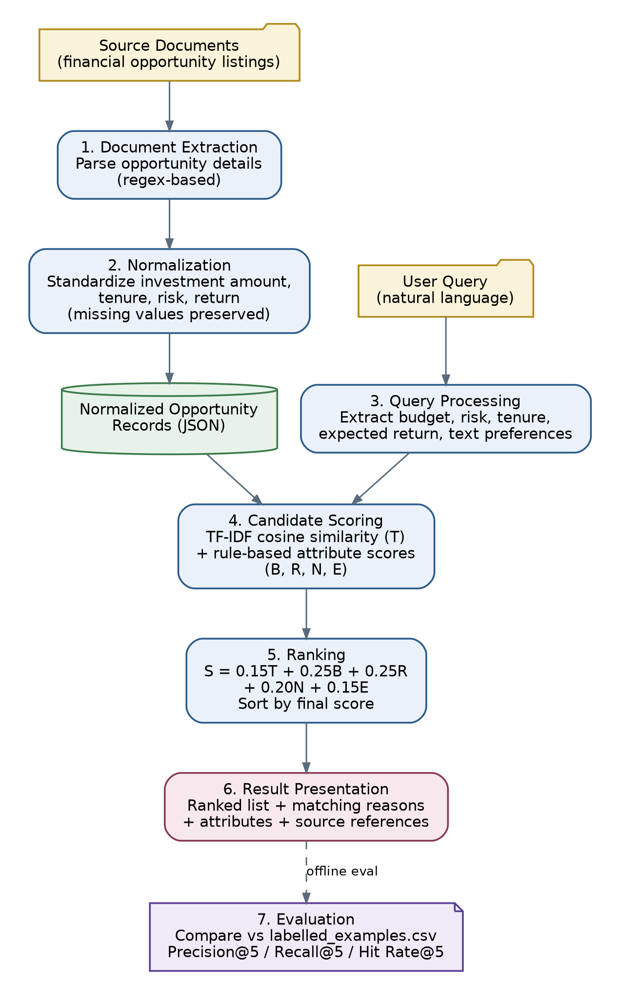 Source Documents
(financial opportunity listings)
1. Document Extraction
Parse opportunity details
(regex-based)
2. Normalization
Standardize investment amount,
tenure, risk, return
(missing values preserved)
User Query
(natural language)
Normalized Opportunity
Records (JSON)
3. Query Processing
Extract budget, risk, tenure,
expected return, text preferences
4. Candidate Scoring
TF-IDF cosine similarity (T)
+ rule-based attribute scores
(B, R, N, E)
5. Ranking
S = 0.15T + 0.25B + 0.25R
+ 0.20N + 0.15E
Sort by final score
6. Result Presentation
Ranked list + matching reasons
+ attributes + source references
offline eval
7. Evaluation
Compare vs labelled_examples.csv
Precision@5 / Recall@5 / Hit Rate@5